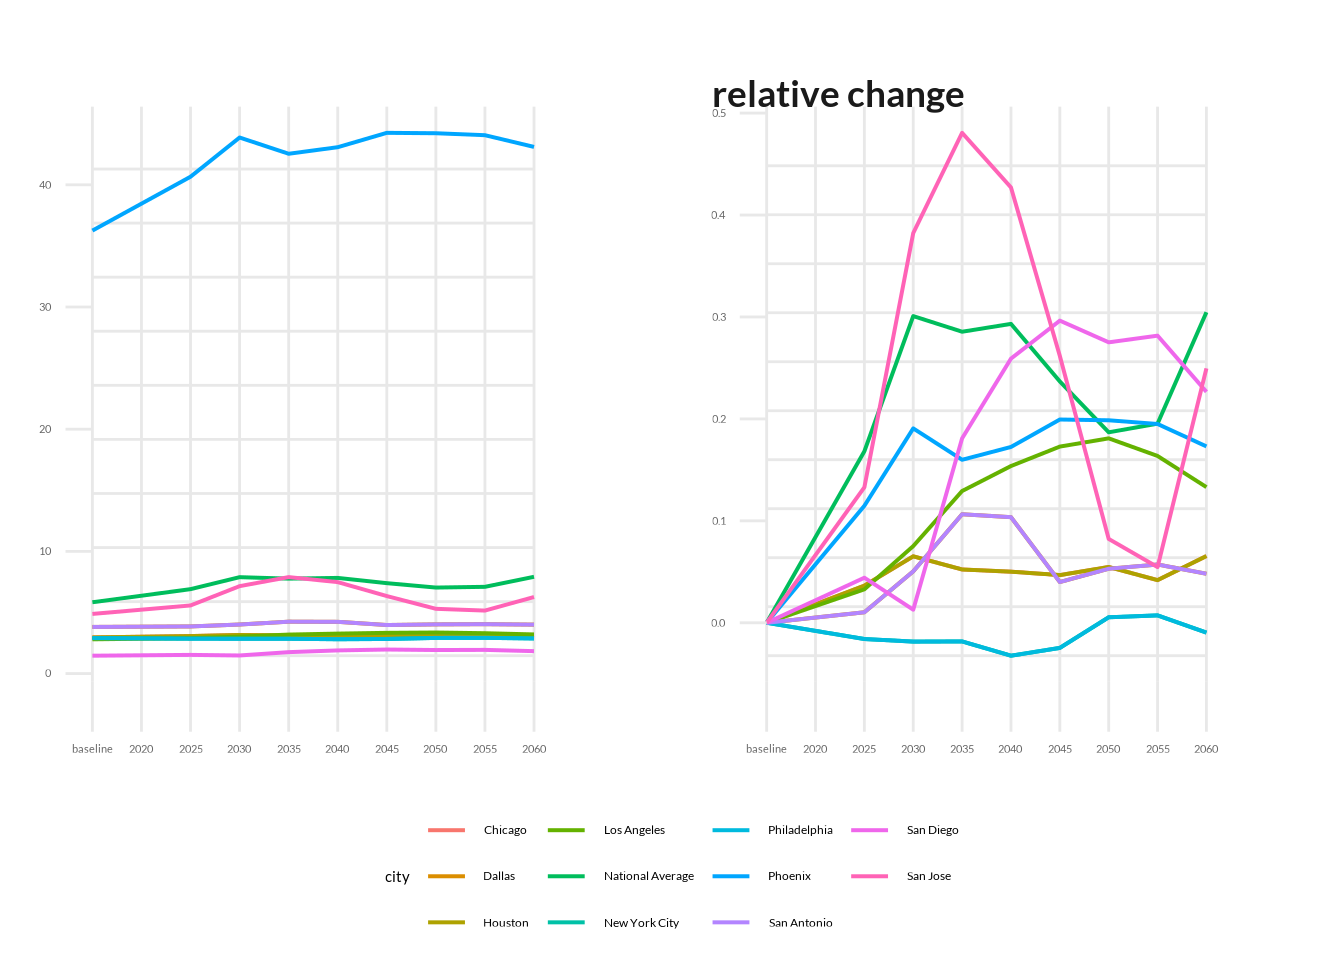 relative change
40
30
20
10
0
baseline 2020 2025 2030 2035 2040 2045 2050 2055 2060
0.5
0.4
0.3
0.2
0.1
0.0
baseline 2020 2025 2030 2035 2040 2045 2050 2055 2060
Chicago Los Angeles Philadelphia San Diego
city Dallas National Average Phoenix San Jose
Houston New York City San Antonio